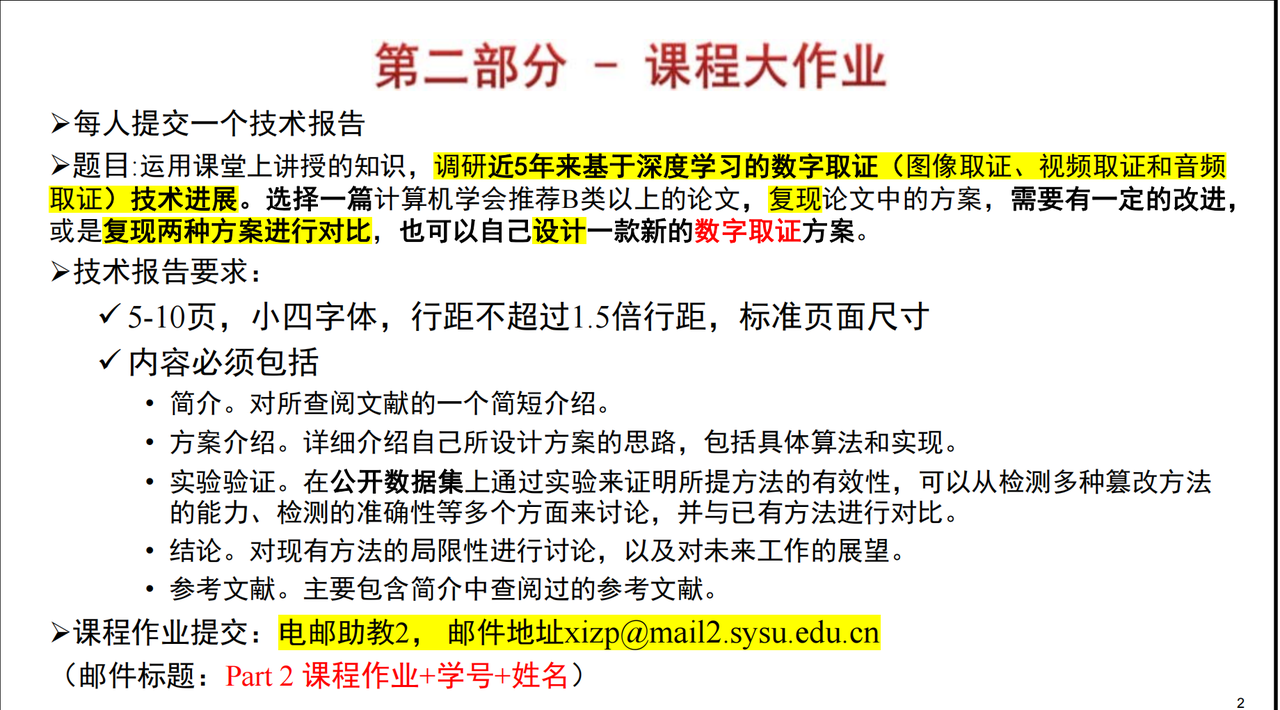 第二部分 - 课程大作业
➢每人提交一个技术报告
➢题目:运用课堂上讲授的知识，调研近5年来基于深度学习的数字取证（图像取证、视频取证和音频
取证）技术进展。选择一篇计算机学会推荐B类以上的论文，复现论文中的方案，需要有一定的改进，
或是复现两种方案进行对比，也可以自己设计一款新的数字取证方案。
➢技术报告要求：
✓5-10页，小四字体，行距不超过1.5倍行距，标准页面尺寸
✓内容必须包括
• 简介。对所查阅文献的一个简短介绍。
• 方案介绍。详细介绍自己所设计方案的思路，包括具体算法和实现。
• 实验验证。在公开数据集上通过实验来证明所提方法的有效性，可以从检测多种篡改方法
的能力、检测的准确性等多个方面来讨论，并与已有方法进行对比。
• 结论。对现有方法的局限性进行讨论，以及对未来工作的展望。
• 参考文献。主要包含简介中查阅过的参考文献。
➢课程作业提交：电邮助教2， 邮件地址xizp@mail2.sysu.edu.cn
（邮件标题：Part 2 课程作业+学号+姓名）
2